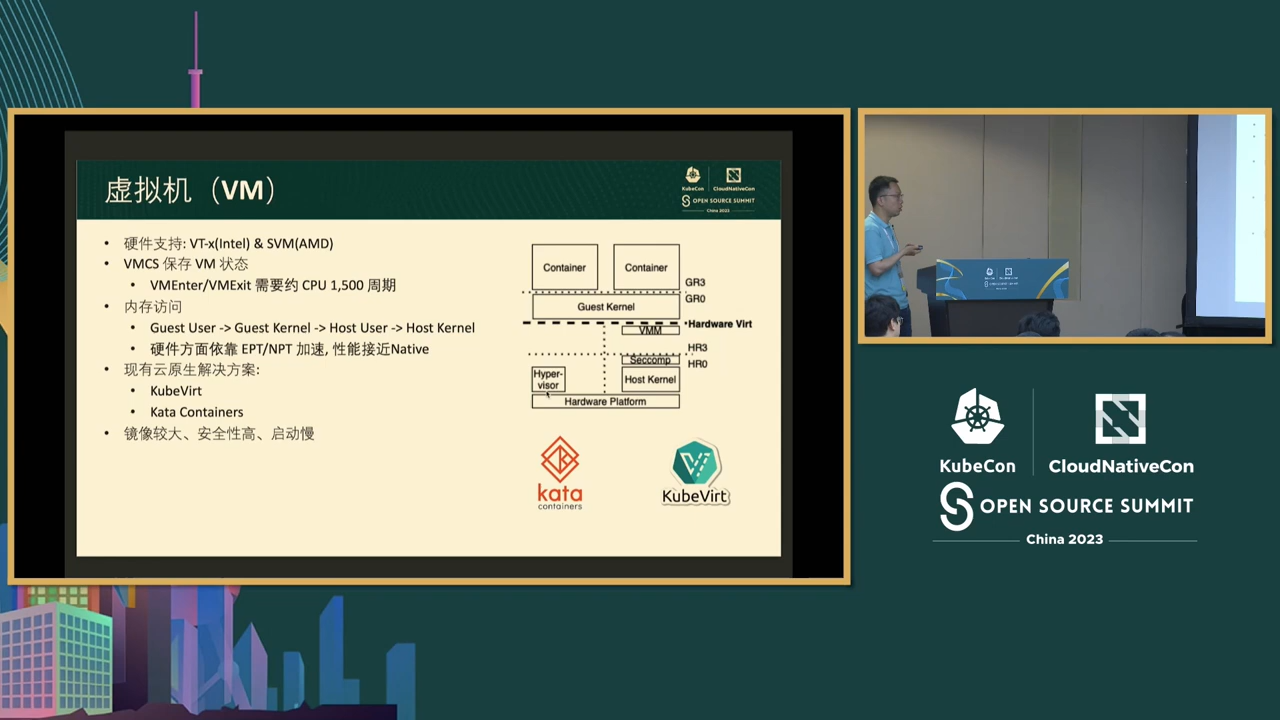 虚拟机（VM）
KubeCon
CloudNativeCon
OPEN SOURCE SUMMIT
China 2023
• 硬件支持: VT-x(Intel) & SVM(AMD)
• VMCS 保存 VM 状态
• VMEnter/VMExit 需要约 CPU 1,500 周期
• 内存访问
• Guest User -> Guest Kernel -> Host User -> Host Kernel
• 硬件方面依靠 EPT/NPT 加速, 性能接近Native
• 现有云原生解决方案:
• KubeVirt
• Kata Containers
• 镜像较大、安全性高、启动慢
Container
Container
GR3
GR0
Guest Kernel
Hardware Virt
VMM
HR3
Seccomp
HR0
Hyper-
visor
Host Kernel
Hardware Platform
kata
containers
KubeVirt
KubeCon
CloudNativeCon
OPEN SOURCE SUMMIT
China 2023